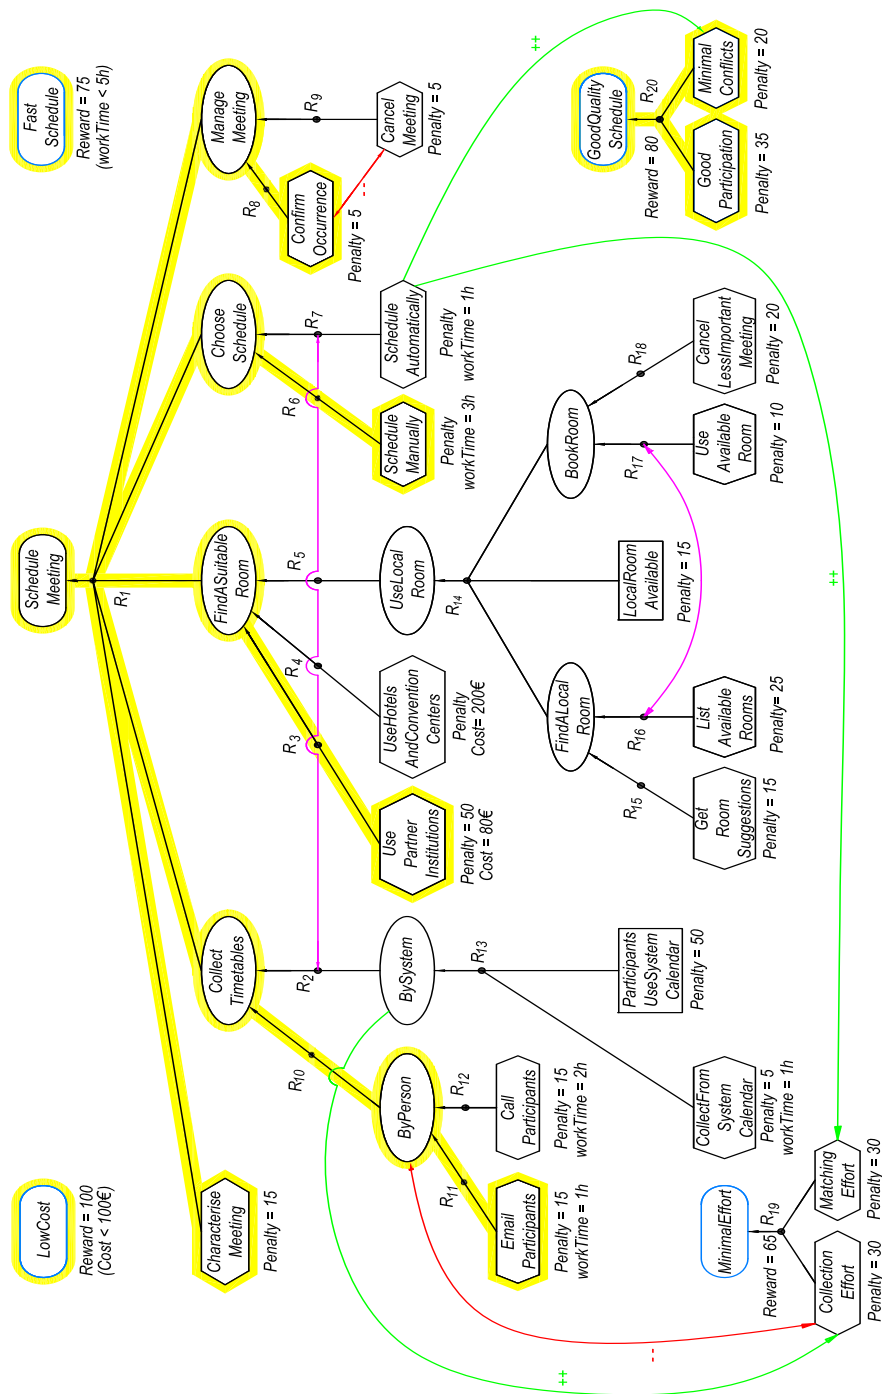 LowCost
Reward = 100
(Cost < 100€)
Schedule
Meeting
Fast
Schedule
Reward = 75
(workTime < 5h)
R1
Characterise
Meeting
Penalty = 15
Collect
Timetables
FindASuitable
Room
Choose
Schedule
Manage
Meeting
R10
R2
R3
R4
R5
R6
R7
R8
R9
ByPerson
BySystem
Use
Partner
Institutions
Penalty = 50
Cost = 80€
UseHotels
AndConvention
Centers
Penalty
Cost= 200€
UseLocal
Room
Schedule
Manually
Penalty
workTime = 3h
Schedule
Automatically
Penalty
workTime = 1h
Confirm
Occurrence
Penalty = 5
Cancel
Meeting
Penalty = 5
--
R11
R12
R13
R14
Email
Participants
Penalty = 15
workTime = 1h
Call
Participants
Penalty = 15
workTime = 2h
++
FindALocal
Room
BookRoom
R15
R16
R17
R18
CollectFrom
System
Calendar
Penalty = 5
workTime = 1h
Participants
UseSystem
Calendar
Penalty = 50
Get
Room
Suggestions
Penalty = 15
List
Available
Rooms
Penalty= 25
LocalRoom
Available
Penalty = 15
Use
Available
Room
Penalty = 10
Cancel
LessImportant
Meeting
Penalty = 20
GoodQuality
Schedule
Reward = 80
R20
Good
Participation
Penalty = 35
Minimal
Conflicts
Penalty = 20
MinimalEffort
Reward = 65
R19
Collection
Effort
Penalty = 30
Matching
Effort
Penalty = 30
++
--
++